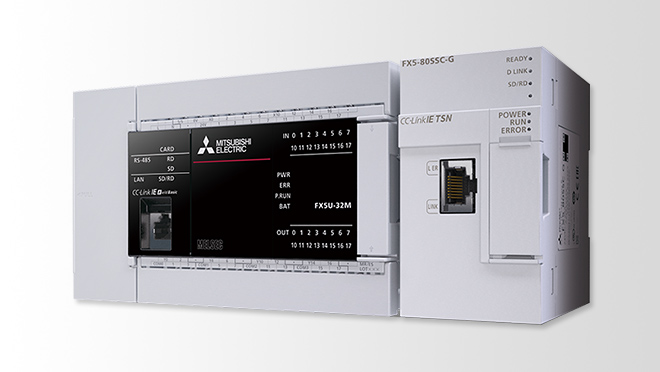 CARD
RS-485 RD
SD
LAN SD/RD
CC-Link IE Field Basic
MITSUBISHI
ELECTRIC
IN 0 1 2 3 4 5 6 7
10 11 12 13 14 15 16 17
PWR
ERR
P.RUN
BAT
FX5U-32M
OUT 0 1 2 3 4 5 6 7
10 11 12 13 14 15 16 17
MELSEC
FX5-80SSC-G
READY
D LINK
SD/RD
CC-Link IE TSN
POWER
RUN
ERROR
L ER
LINK